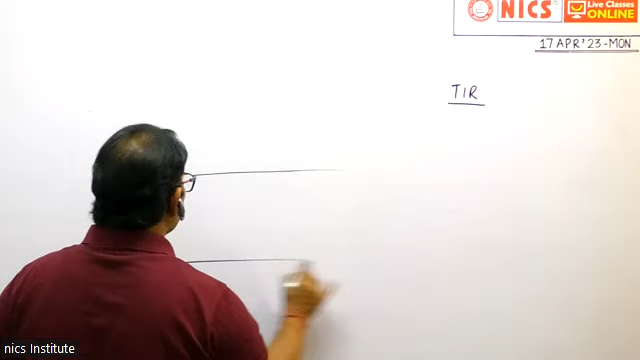 NICS
Live Classes
ONLINE
17 APR'23-MON
TIR
nics Institute